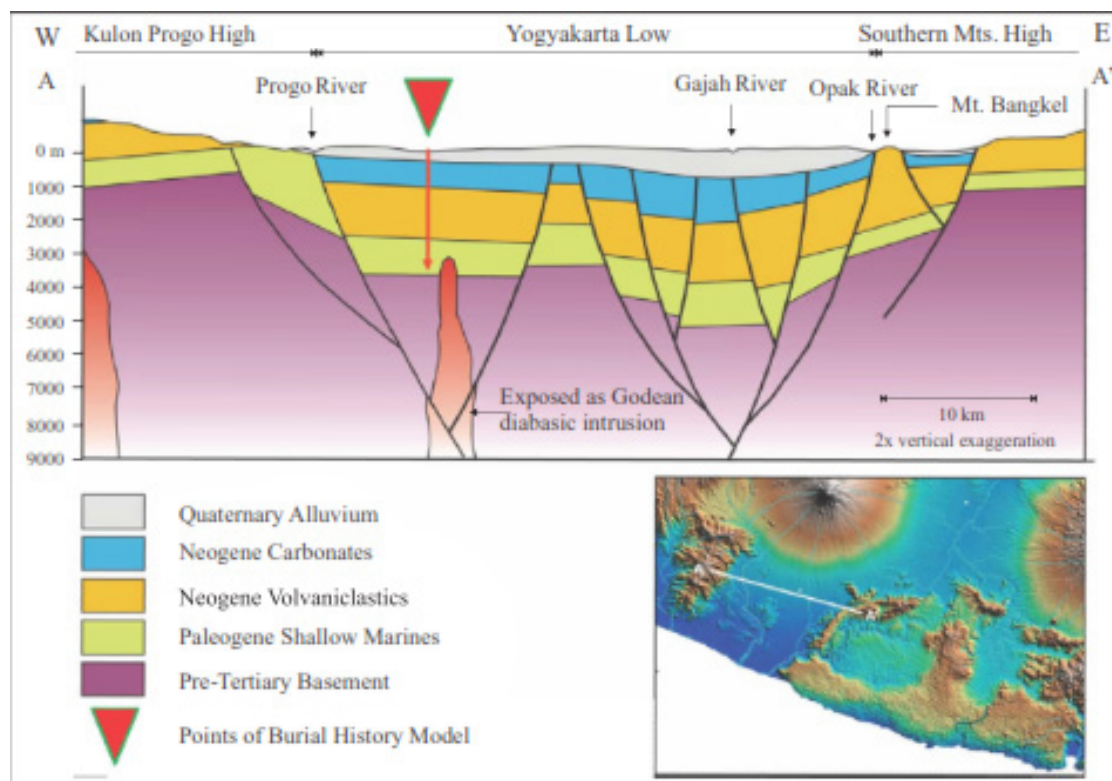 W Kulon Progo High Yogyakarta Low Southern Mts. High E
A Progo River Gajah River Opak River A'
Mt. Bangkel
0 m
1000
2000
3000
4000
5000
6000
7000
8000
9000
Exposed as Godean
diabasic intrusion
10 km
2x vertical exaggeration
Quaternary Alluvium
Neogene Carbonates
Neogene Volvaniclastics
Paleogene Shallow Marines
Pre-Tertiary Basement
Points of Burial History Model